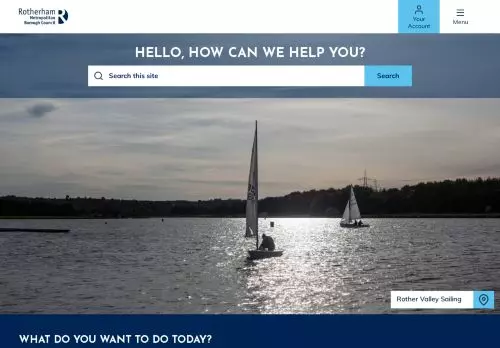 Rotherham
Metropolitan
Borough Council
Your
Account
Menu
HELLO, HOW CAN WE HELP YOU?
Search this site
Search
Rother Valley Sailing
WHAT DO YOU WANT TO DO TODAY?